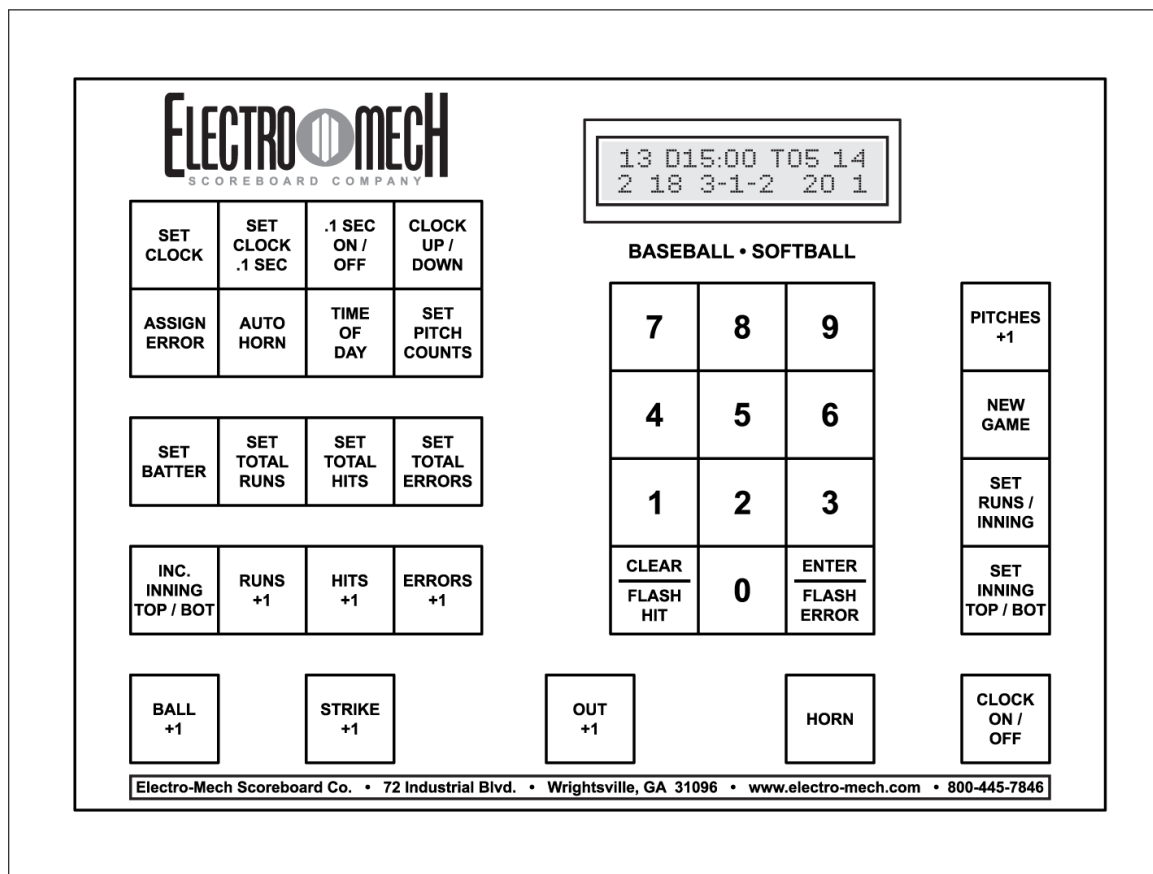 ELECTRO MECH
SCOREBOARD COMPANY
13 D15:00 T05 14
2 18 3-1-2 20 1
BASEBALL • SOFTBALL
SET
CLOCK
SET
CLOCK
.1 SEC
.1 SEC
ON /
OFF
CLOCK
UP /
DOWN
ASSIGN
ERROR
AUTO
HORN
TIME
OF
DAY
SET
PITCH
COUNTS
SET
BATTER
SET
TOTAL
RUNS
SET
TOTAL
HITS
SET
TOTAL
ERRORS
INC.
INNING
TOP / BOT
RUNS
+1
HITS
+1
ERRORS
+1
7
8
9
4
5
6
1
2
3
CLEAR
FLASH
HIT
0
ENTER
FLASH
ERROR
PITCHES
+1
NEW
GAME
SET
RUNS /
INNING
SET
INNING
TOP / BOT
BALL
+1
STRIKE
+1
OUT
+1
HORN
CLOCK
ON /
OFF
Electro-Mech Scoreboard Co. • 72 Industrial Blvd. • Wrightsville, GA 31096 • www.electro-mech.com • 800-445-7846